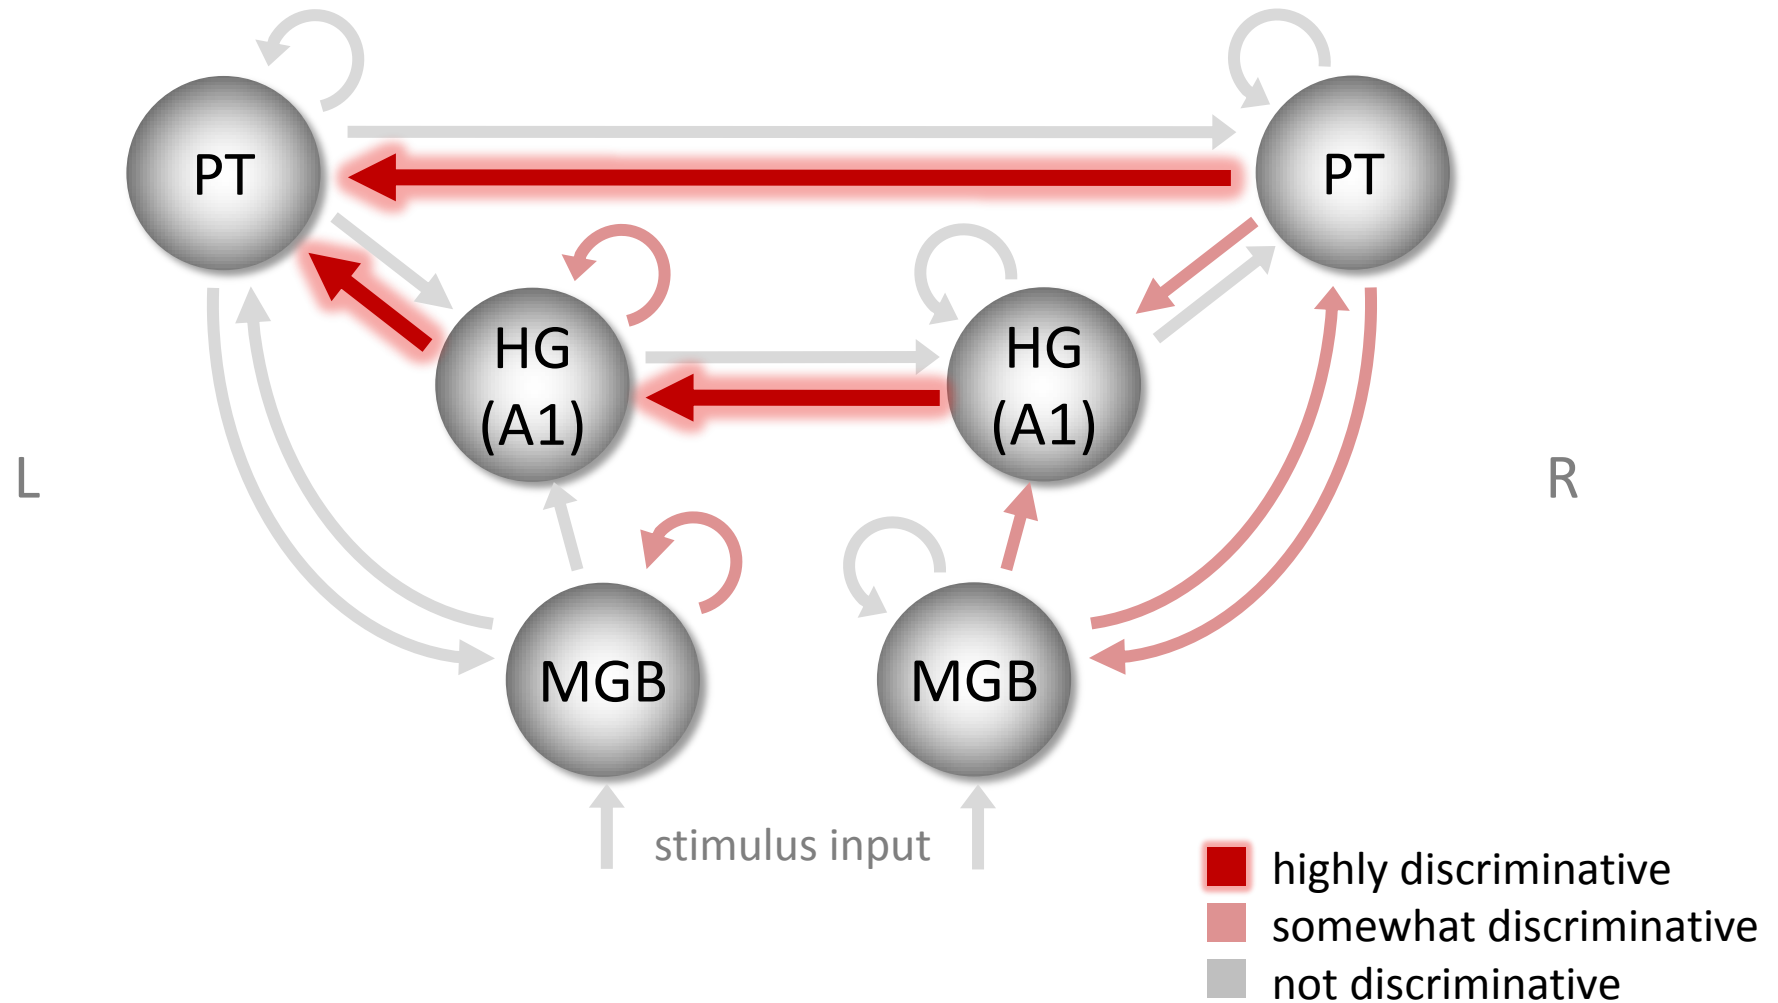 PT
PT
HG
(A1)
HG
(A1)
L
R
MGB
MGB
stimulus input
highly discriminative
somewhat discriminative
not discriminative